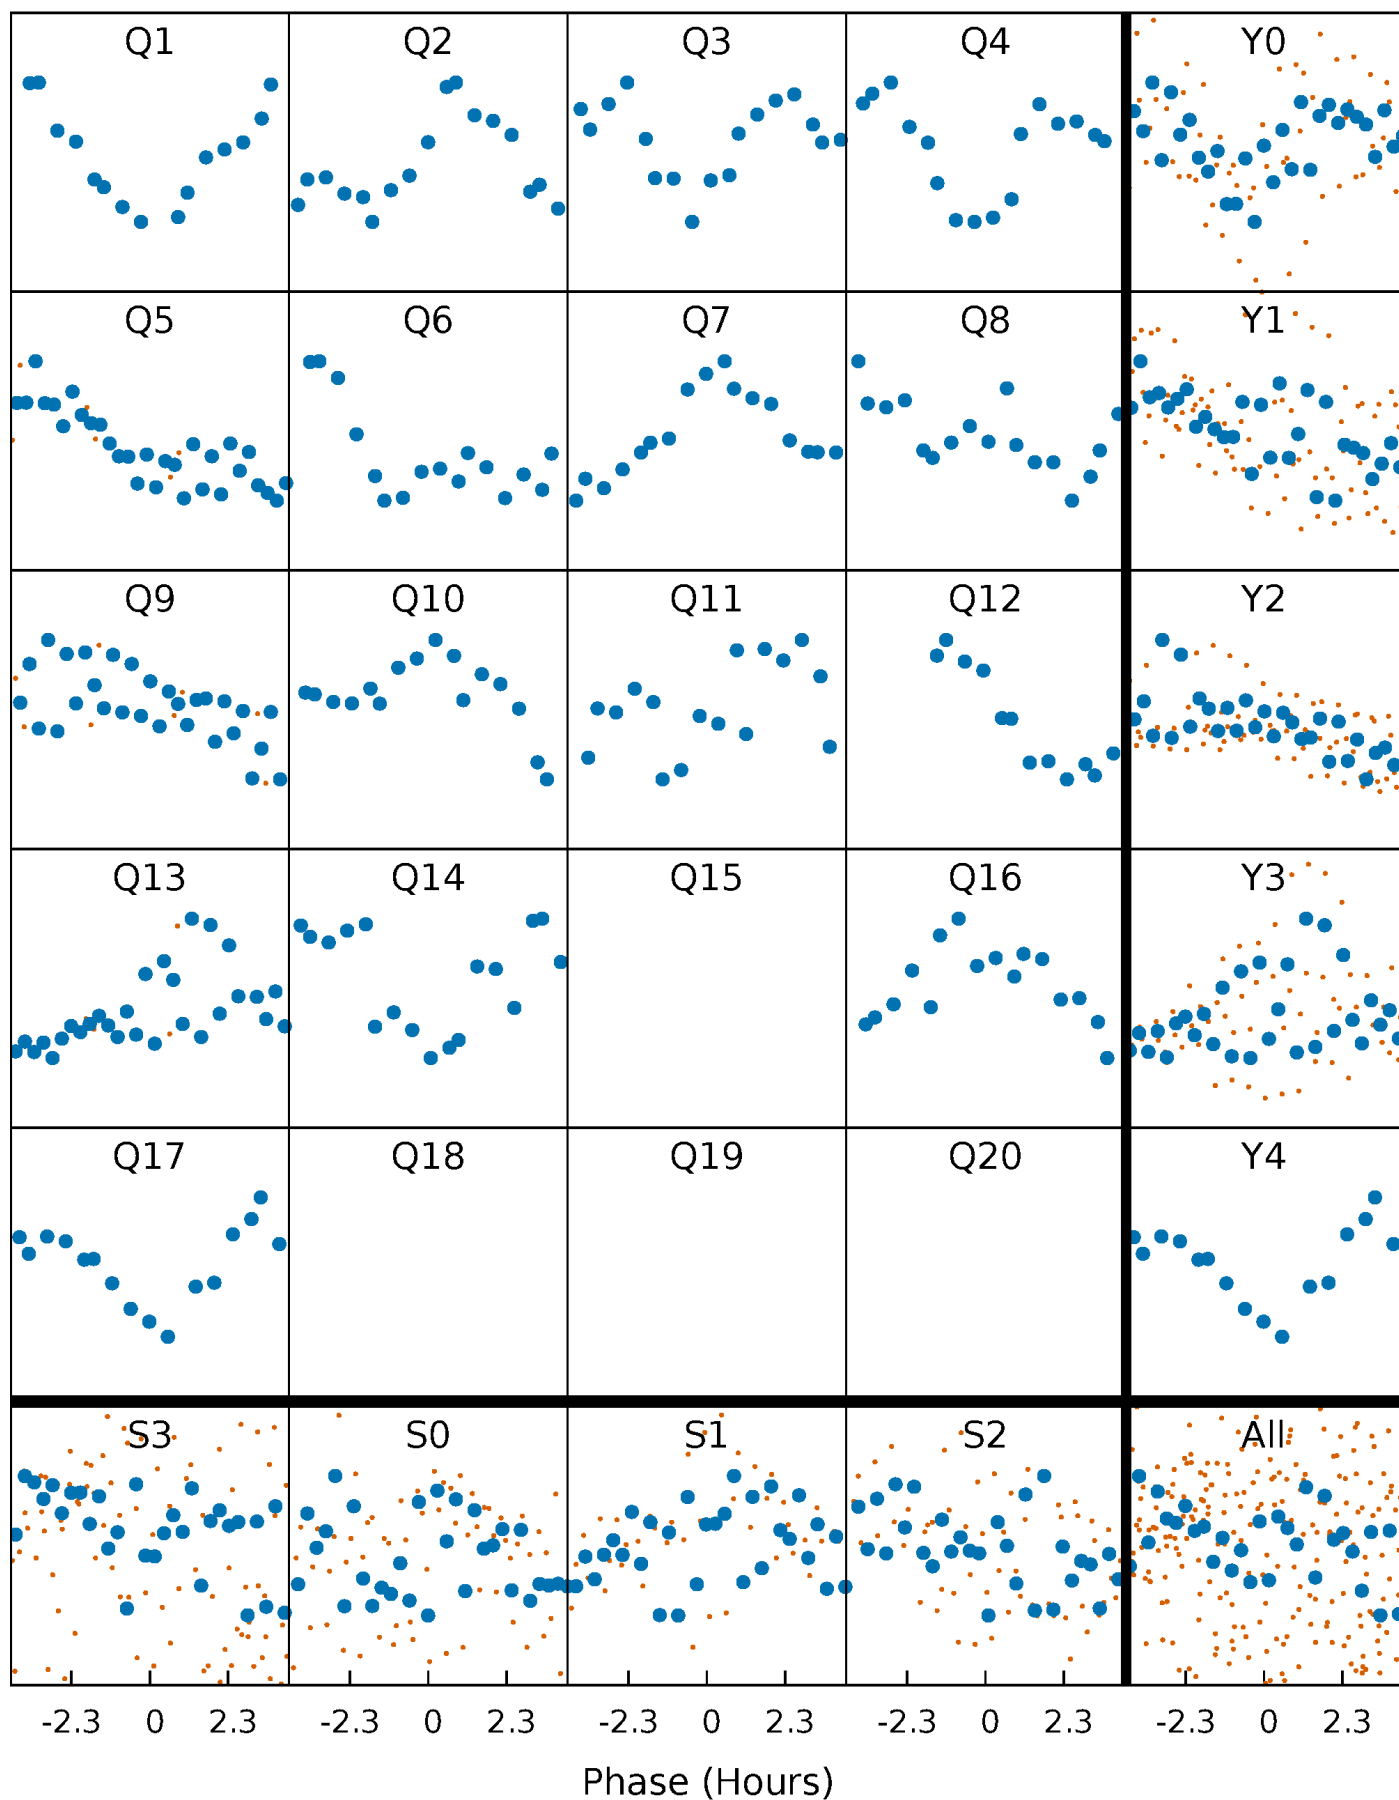 Q1 Q2 Q3 Q4 Y0
Q5 Q6 Q7 Q8 Y1
Q9 Q10 Q11 Q12 Y2
Q13 Q14 Q15 Q16 Y3
Q17 Q18 Q19 Q20 Y4
S3 S0 S1 S2 All
-2.3 0 2.3 -2.3 0 2.3 -2.3 0 2.3 -2.3 0 2.3 -2.3 0 2.3
Phase (Hours)